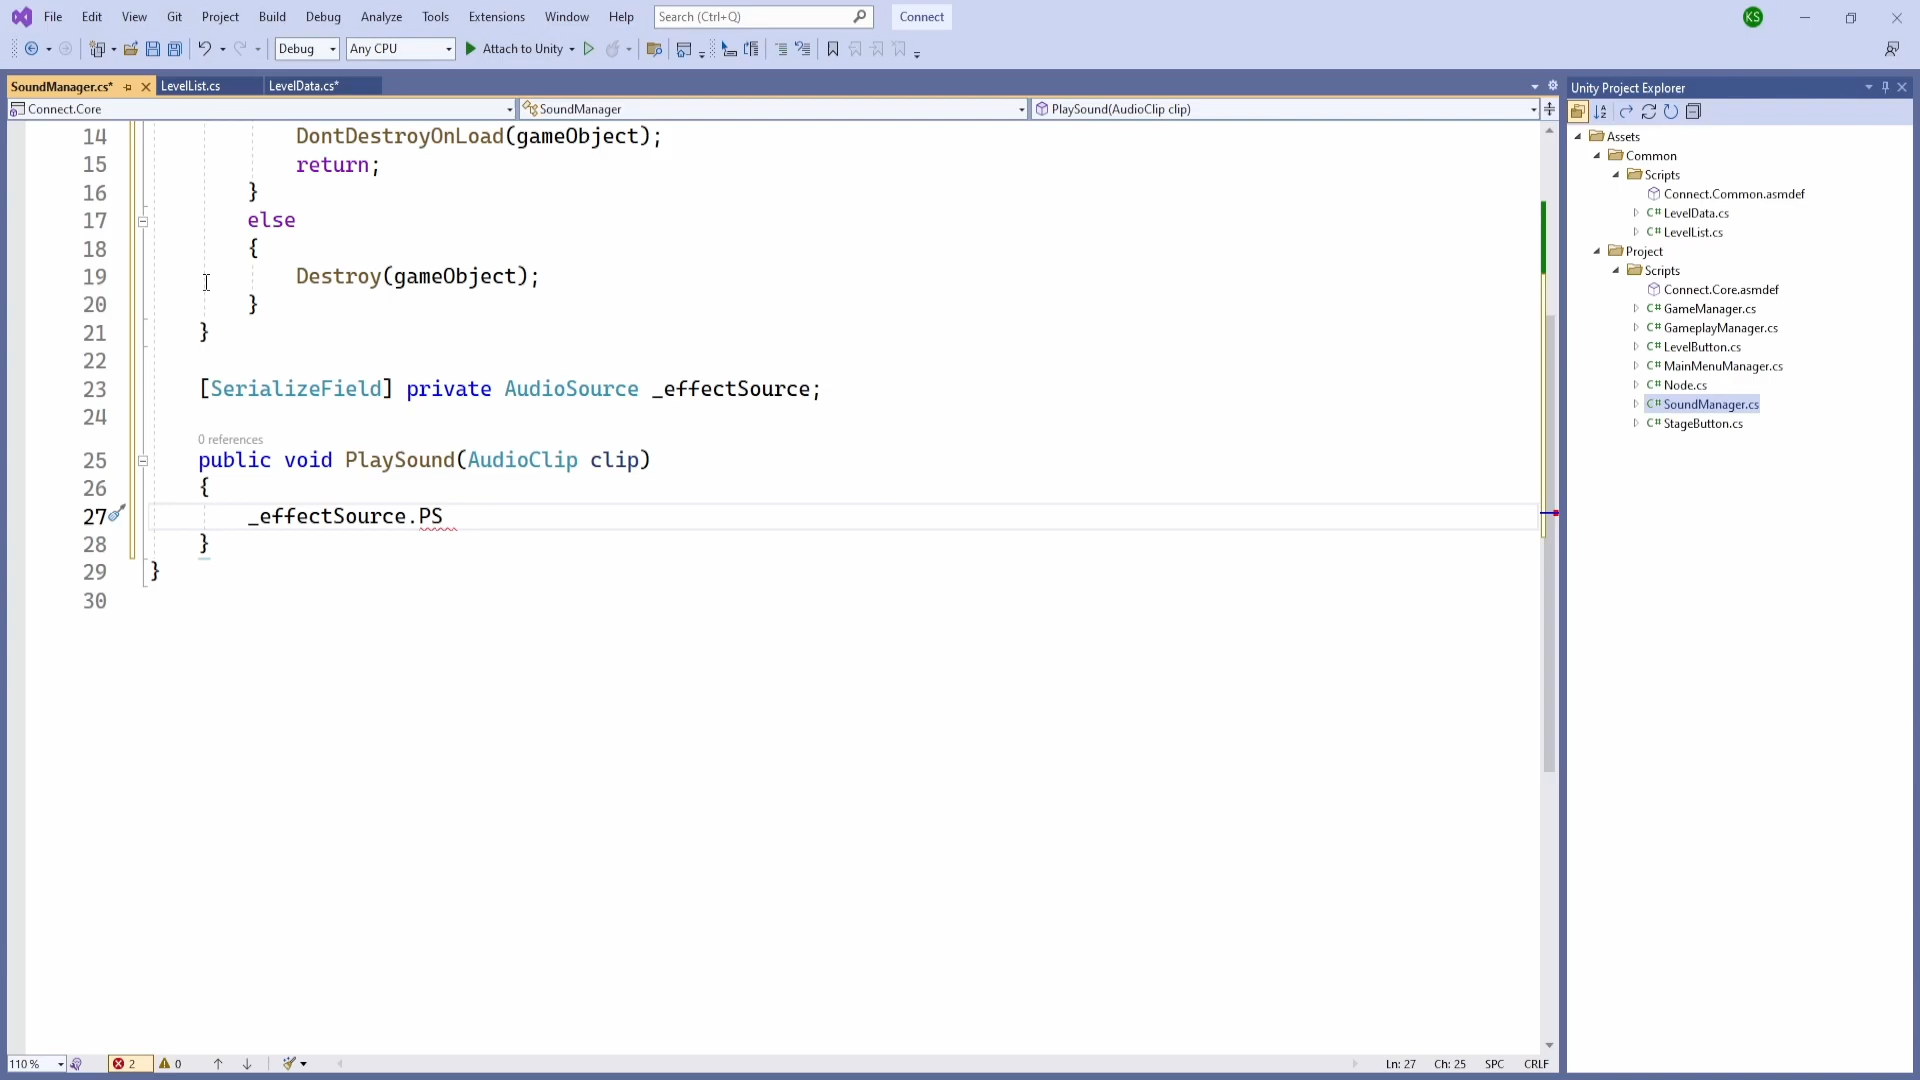 File Edit View Git Project Build Debug Analyze Tools Extensions Window Help Search (Ctrl+Q) Connect KS
Debug Any CPU Attach to Unity
SoundManager.cs* LevelList.cs LevelData.cs*
Connect.Core SoundManager PlaySound(AudioClip clip)
14 DontDestroyOnLoad(gameObject);
15 return;
16 }
17 else
18 {
19 Destroy(gameObject);
20 }
21 }
22
23 [SerializeField] private AudioSource _effectSource;
24
0 references
25 public void PlaySound(AudioClip clip)
26 {
27 _effectSource.PS
28 }
29 }
30
110 % 2 0 Ln: 27 Ch: 25 SPC CRLF
Unity Project Explorer
Assets
Common
Scripts
Connect.Common.asmdef
C# LevelData.cs
C# LevelList.cs
Project
Scripts
Connect.Core.asmdef
C# GameManager.cs
C# GameplayManager.cs
C# LevelButton.cs
C# MainMenuManager.cs
C# Node.cs
C# SoundManager.cs
C# StageButton.cs